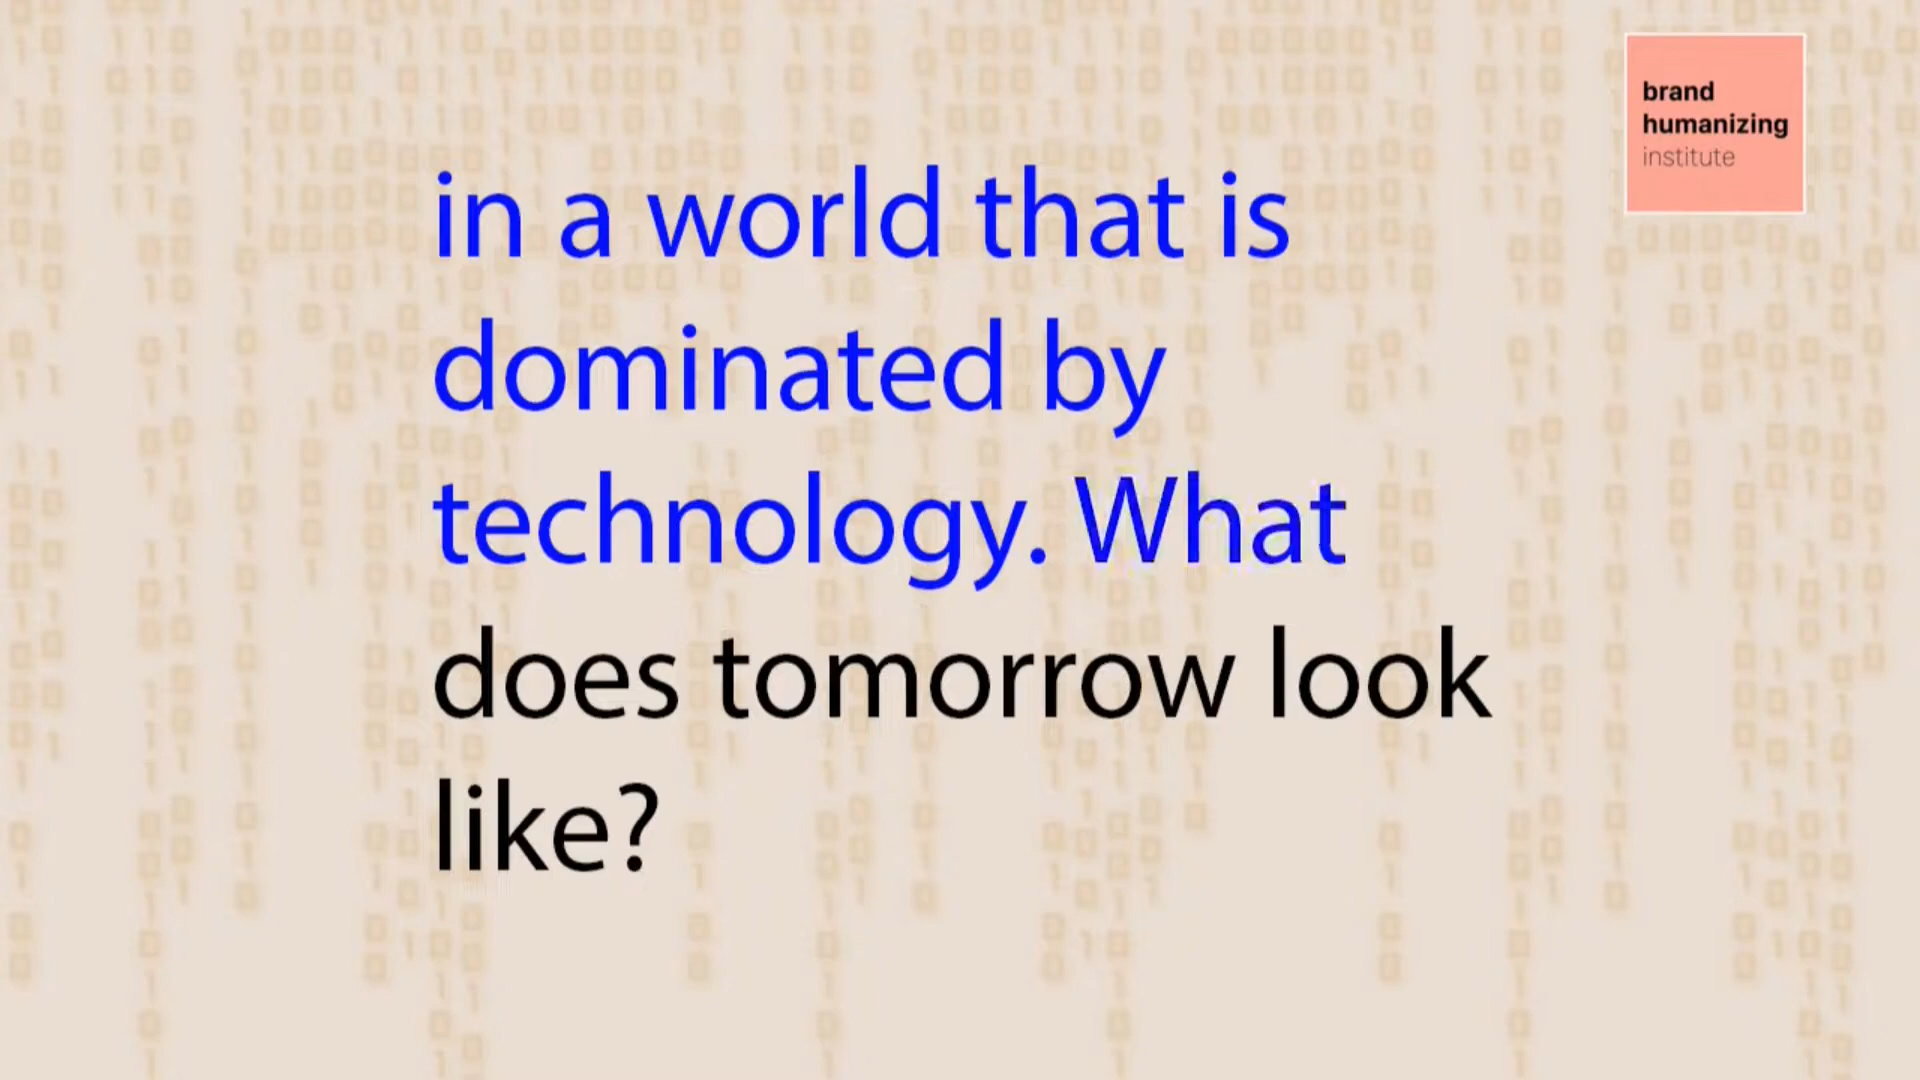 brand
humanizing
institute
in a world that is
dominated by
technology. What
does tomorrow look
like?